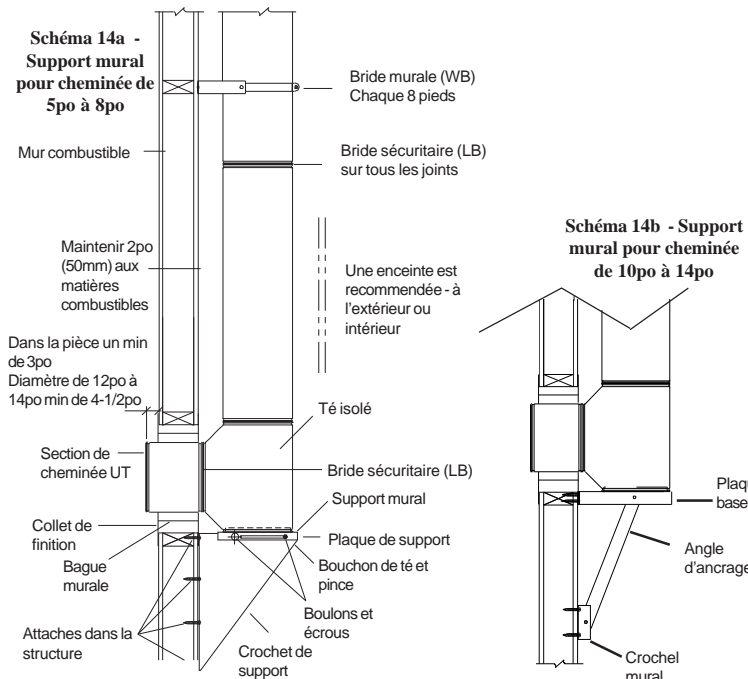 Schéma 14a -
Support mural
pour cheminée de
5po à 8po
Bride murale (WB)
Chaque 8 pieds
Mur combustible
Bride sécuritaire (LB)
sur tous les joints
Maintenir 2po
(50mm) aux
matières
combustibles
Une enceinte est
recommendée - à
l'extérieur ou
intérieur
Dans la pièce un min
de 3po
Diamètre de 12po à
14po min de 4-1/2po
Té isolé
Section de
cheminée UT
Bride sécuritaire (LB)
Support mural
Collet de
finition
Plaque de support
Bague
murale
Bouchon de té et
pince
Boulons et
écrous
Attaches dans la
structure
Crochet de
support
Schéma 14b - Support
mural pour cheminée
de 10po à 14po
Plaqu
base
Angle
d'ancrage
Crochel
mural